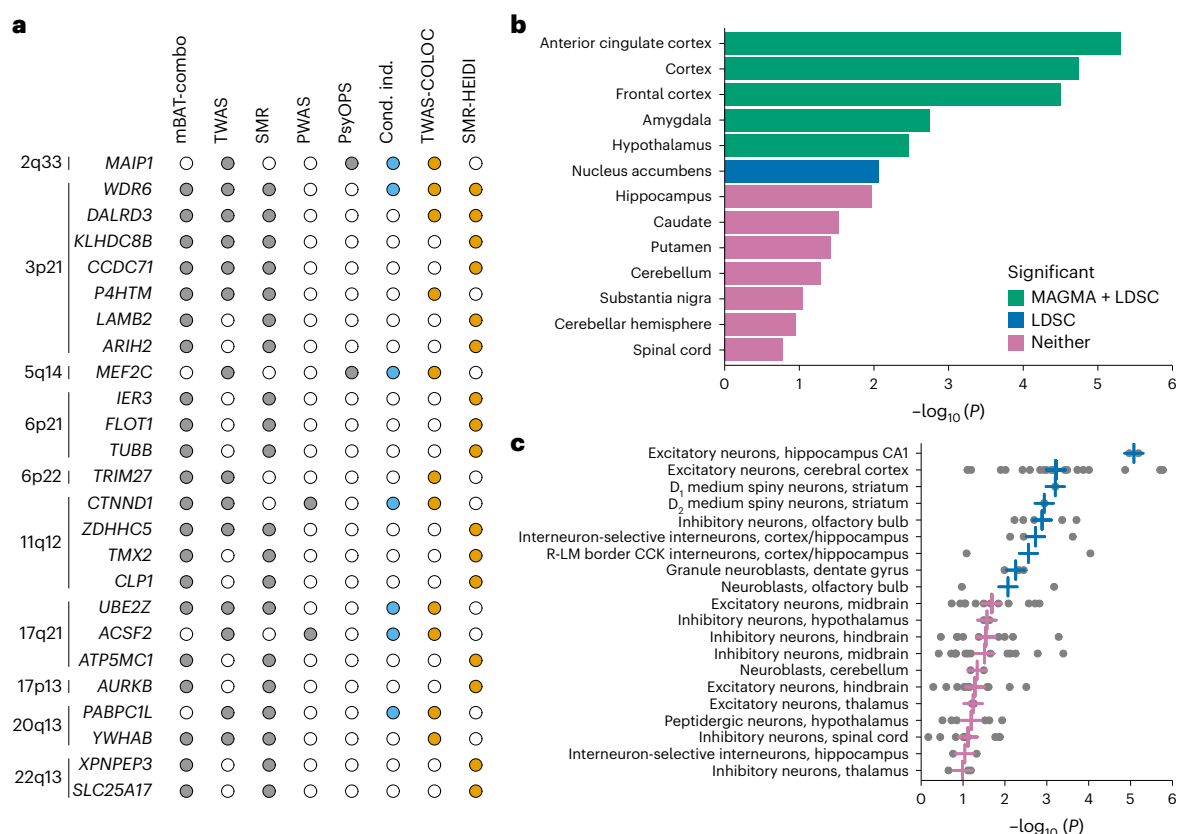 a
mBAT-combo
TWAS
SMR
PWAS
PsyOPS
Cond. ind.
TWAS-COLOC
SMR-HEIDI
2q33
MAIP1
3p21
WDR6
DALRD3
KLHDC8B
CCDC71
P4HTM
LAMB2
ARIH2
5q14
MEF2C
6p21
IER3
FLOT1
TUBB
6p22
TRIM27
11q12
CTNND1
ZDHHC5
TMX2
CLP1
17q21
UBE2Z
ACSF2
ATP5MC1
17p13
AURKB
20q13
PABPC1L
YWHAB
22q13
XPNPEP3
SLC25A17
b
Anterior cingulate cortex
Cortex
Frontal cortex
Amygdala
Hypothalamus
Nucleus accumbens
Hippocampus
Caudate
Putamen
Cerebellum
Substantia nigra
Cerebellar hemisphere
Spinal cord
Significant
MAGMA + LDSC
LDSC
Neither
0 1 2 3 4 5 6
−log10 (P)
c
Excitatory neurons, hippocampus CA1
Excitatory neurons, cerebral cortex
D1 medium spiny neurons, striatum
D2 medium spiny neurons, striatum
Inhibitory neurons, olfactory bulb
Interneuron-selective interneurons, cortex/hippocampus
R-LM border CCK interneurons, cortex/hippocampus
Granule neuroblasts, dentate gyrus
Neuroblasts, olfactory bulb
Excitatory neurons, midbrain
Inhibitory neurons, hypothalamus
Inhibitory neurons, hindbrain
Inhibitory neurons, midbrain
Neuroblasts, cerebellum
Excitatory neurons, hindbrain
Excitatory neurons, thalamus
Peptidergic neurons, hypothalamus
Inhibitory neurons, spinal cord
Interneuron-selective interneurons, hippocampus
Inhibitory neurons, thalamus
0 1 2 3 4 5 6
−log10 (P)